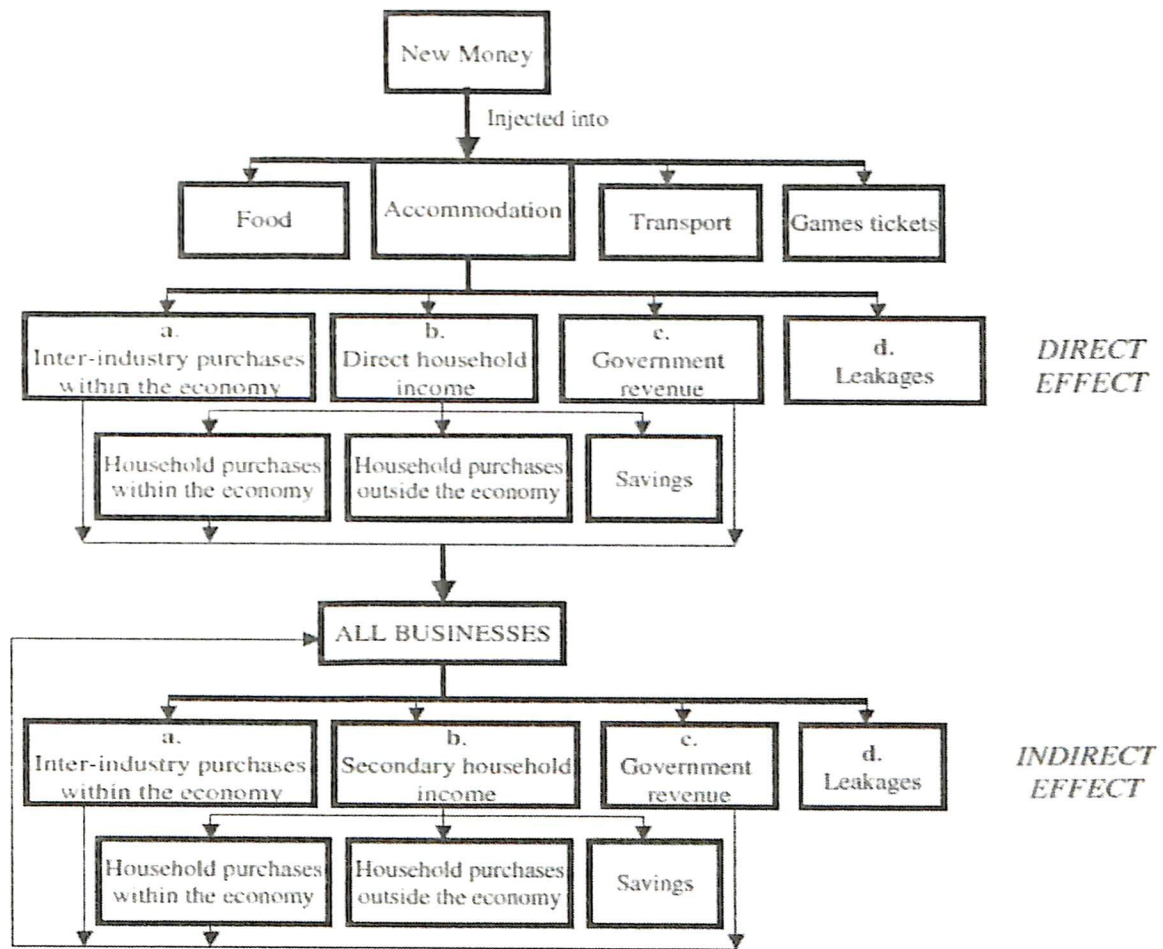 New Money
Injected into
Food
Accommodation
Transport
Games tickets
a.
Inter-industry purchases
within the economy
b.
Direct household
income
c.
Government
revenue
d.
Leakages
DIRECT
EFFECT
Household purchases
within the economy
Household purchases
outside the economy
Savings
ALL BUSINESSES
a.
Inter-industry purchases
within the economy
b.
Secondary household
income
c.
Government
revenue
d.
Leakages
INDIRECT
EFFECT
Household purchases
within the economy
Household purchases
outside the economy
Savings